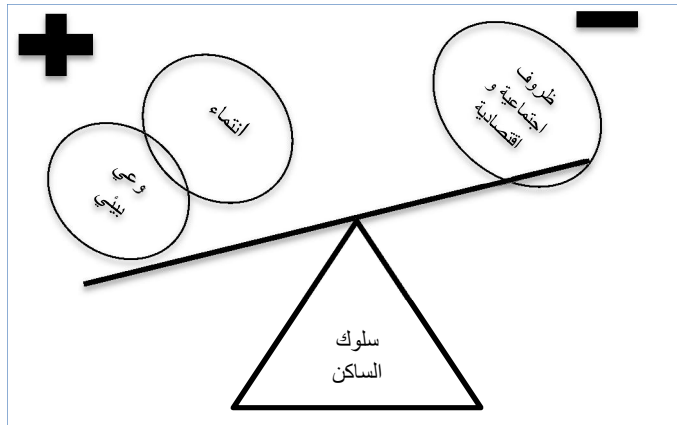 ظروف
اجتماعية و
اقتصادية
انتماء
وعي
بيئي
سلوك
الساكن